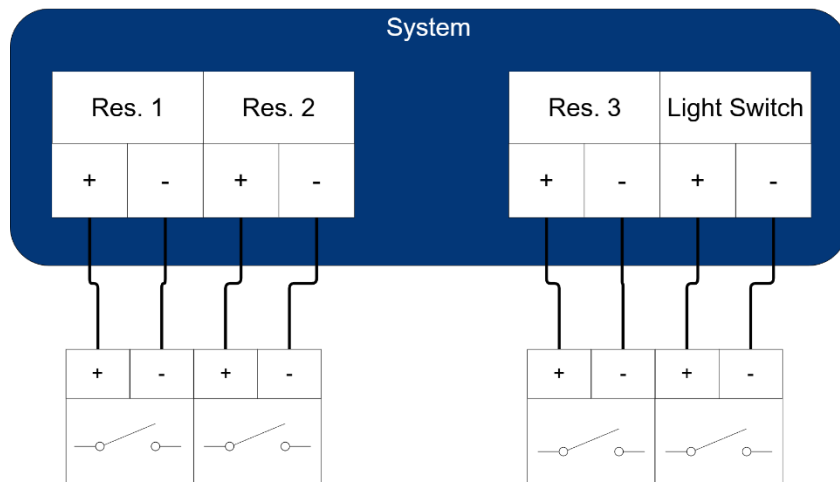 System
Res. 1 Res. 2 Res. 3 Light Switch
+ - + - + - + -
+ - + - + - + -